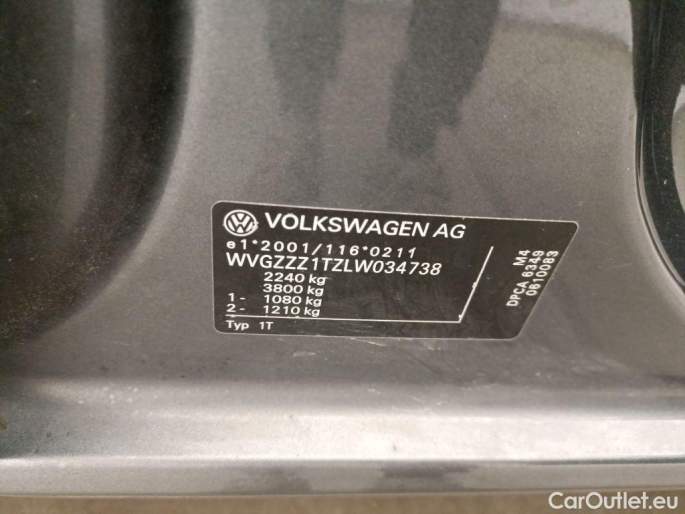 VOLKSWAGEN AG
e1*2001/116*0211
WVGZZZ1TZLW034738
2240 kg
3800 kg
1- 1080 kg
2- 1210 kg
Typ 1T
M4
DPCA 6349
0610083
CarOutlet.eu